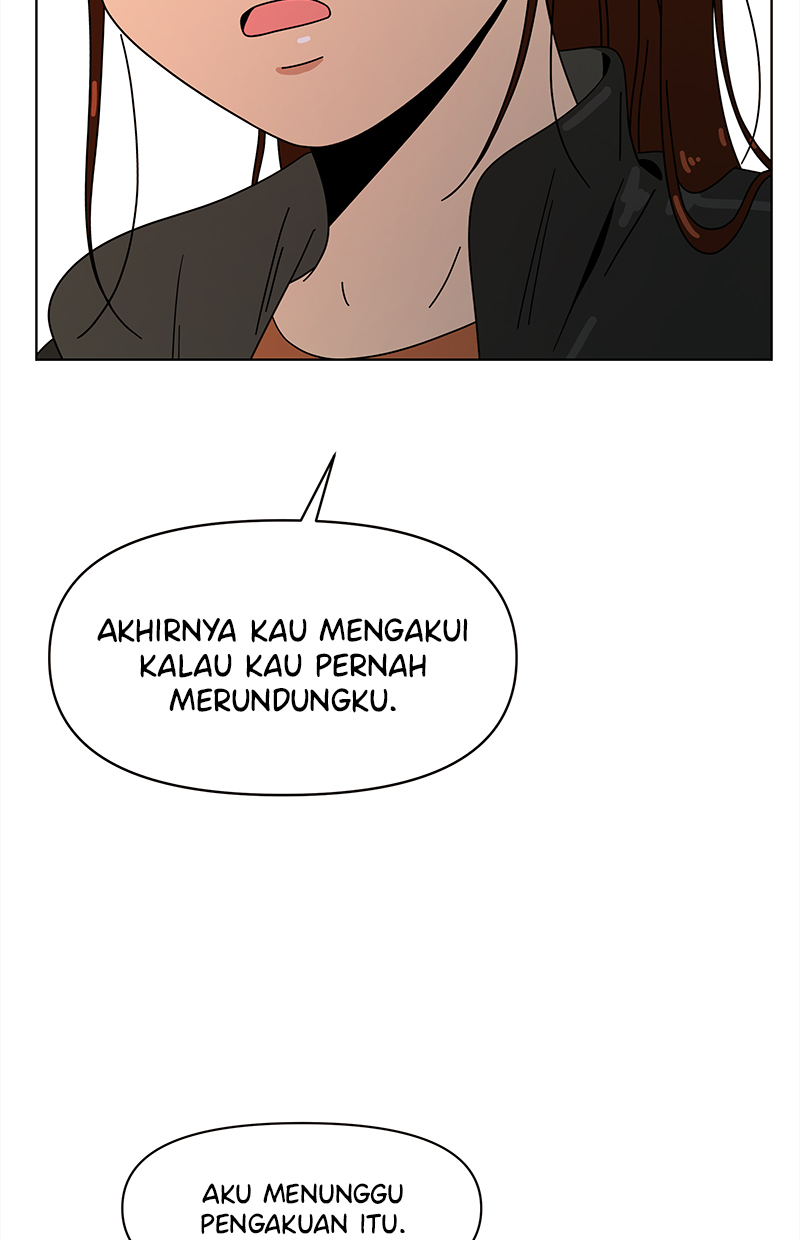 AKHIRNYA KAU MENGAKUI
KALAU KAU PERNAH
MERUNDUNGKU.
AKU MENUNGGU
PENGAKUAN ITU.